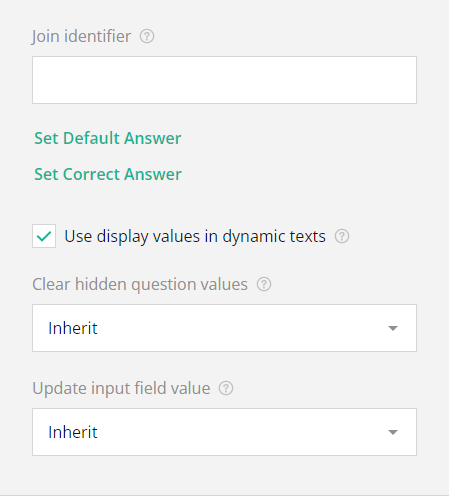 Join identifier
Set Default Answer
Set Correct Answer
Use display values in dynamic texts
Clear hidden question values
Inherit
Update input field value
Inherit